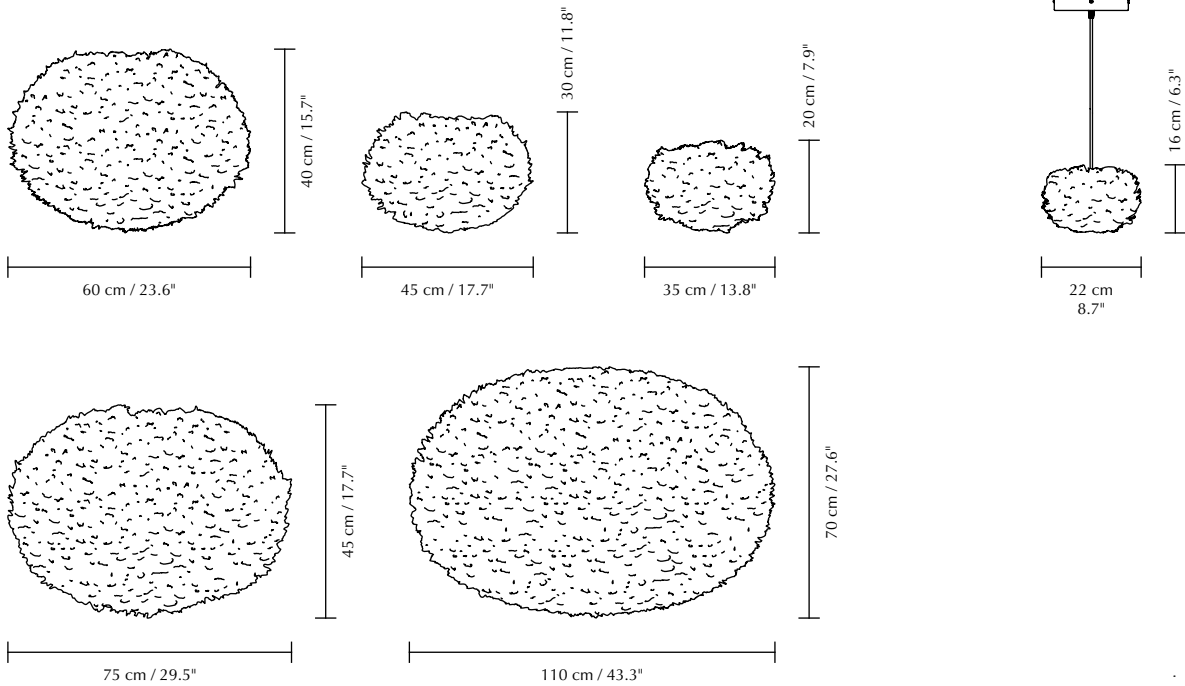 40 cm / 15.7"
60 cm / 23.6"
30 cm / 11.8"
45 cm / 17.7"
20 cm / 7.9"
35 cm / 13.8"
16 cm / 6.3"
22 cm
8.7"
45 cm / 17.7"
75 cm / 29.5"
70 cm / 27.6"
110 cm / 43.3"